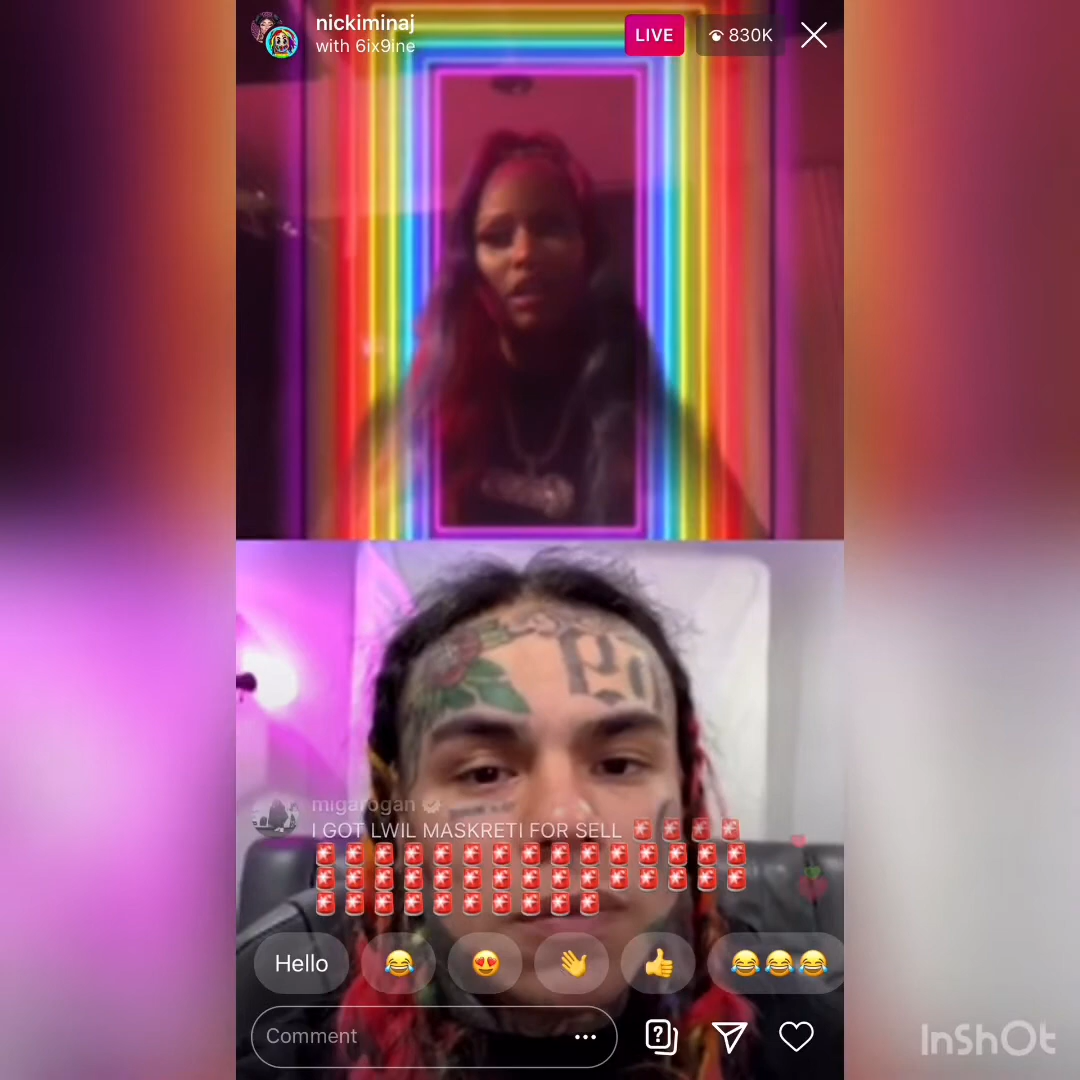 nickiminaj
with 6ix9ine
LIVE
830K
migarogan
I GOT LWIL MASKRETI FOR SELL 🚨🚨🚨🚨
🚨🚨🚨🚨🚨🚨🚨🚨🚨🚨🚨🚨🚨🚨🚨
🚨🚨🚨🚨🚨🚨🚨🚨🚨🚨🚨🚨🚨🚨🚨
🚨🚨🚨🚨🚨🚨🚨🚨🚨🚨
Hello 😂 😍 👋 👍 😂😂😂
Comment
InShOt